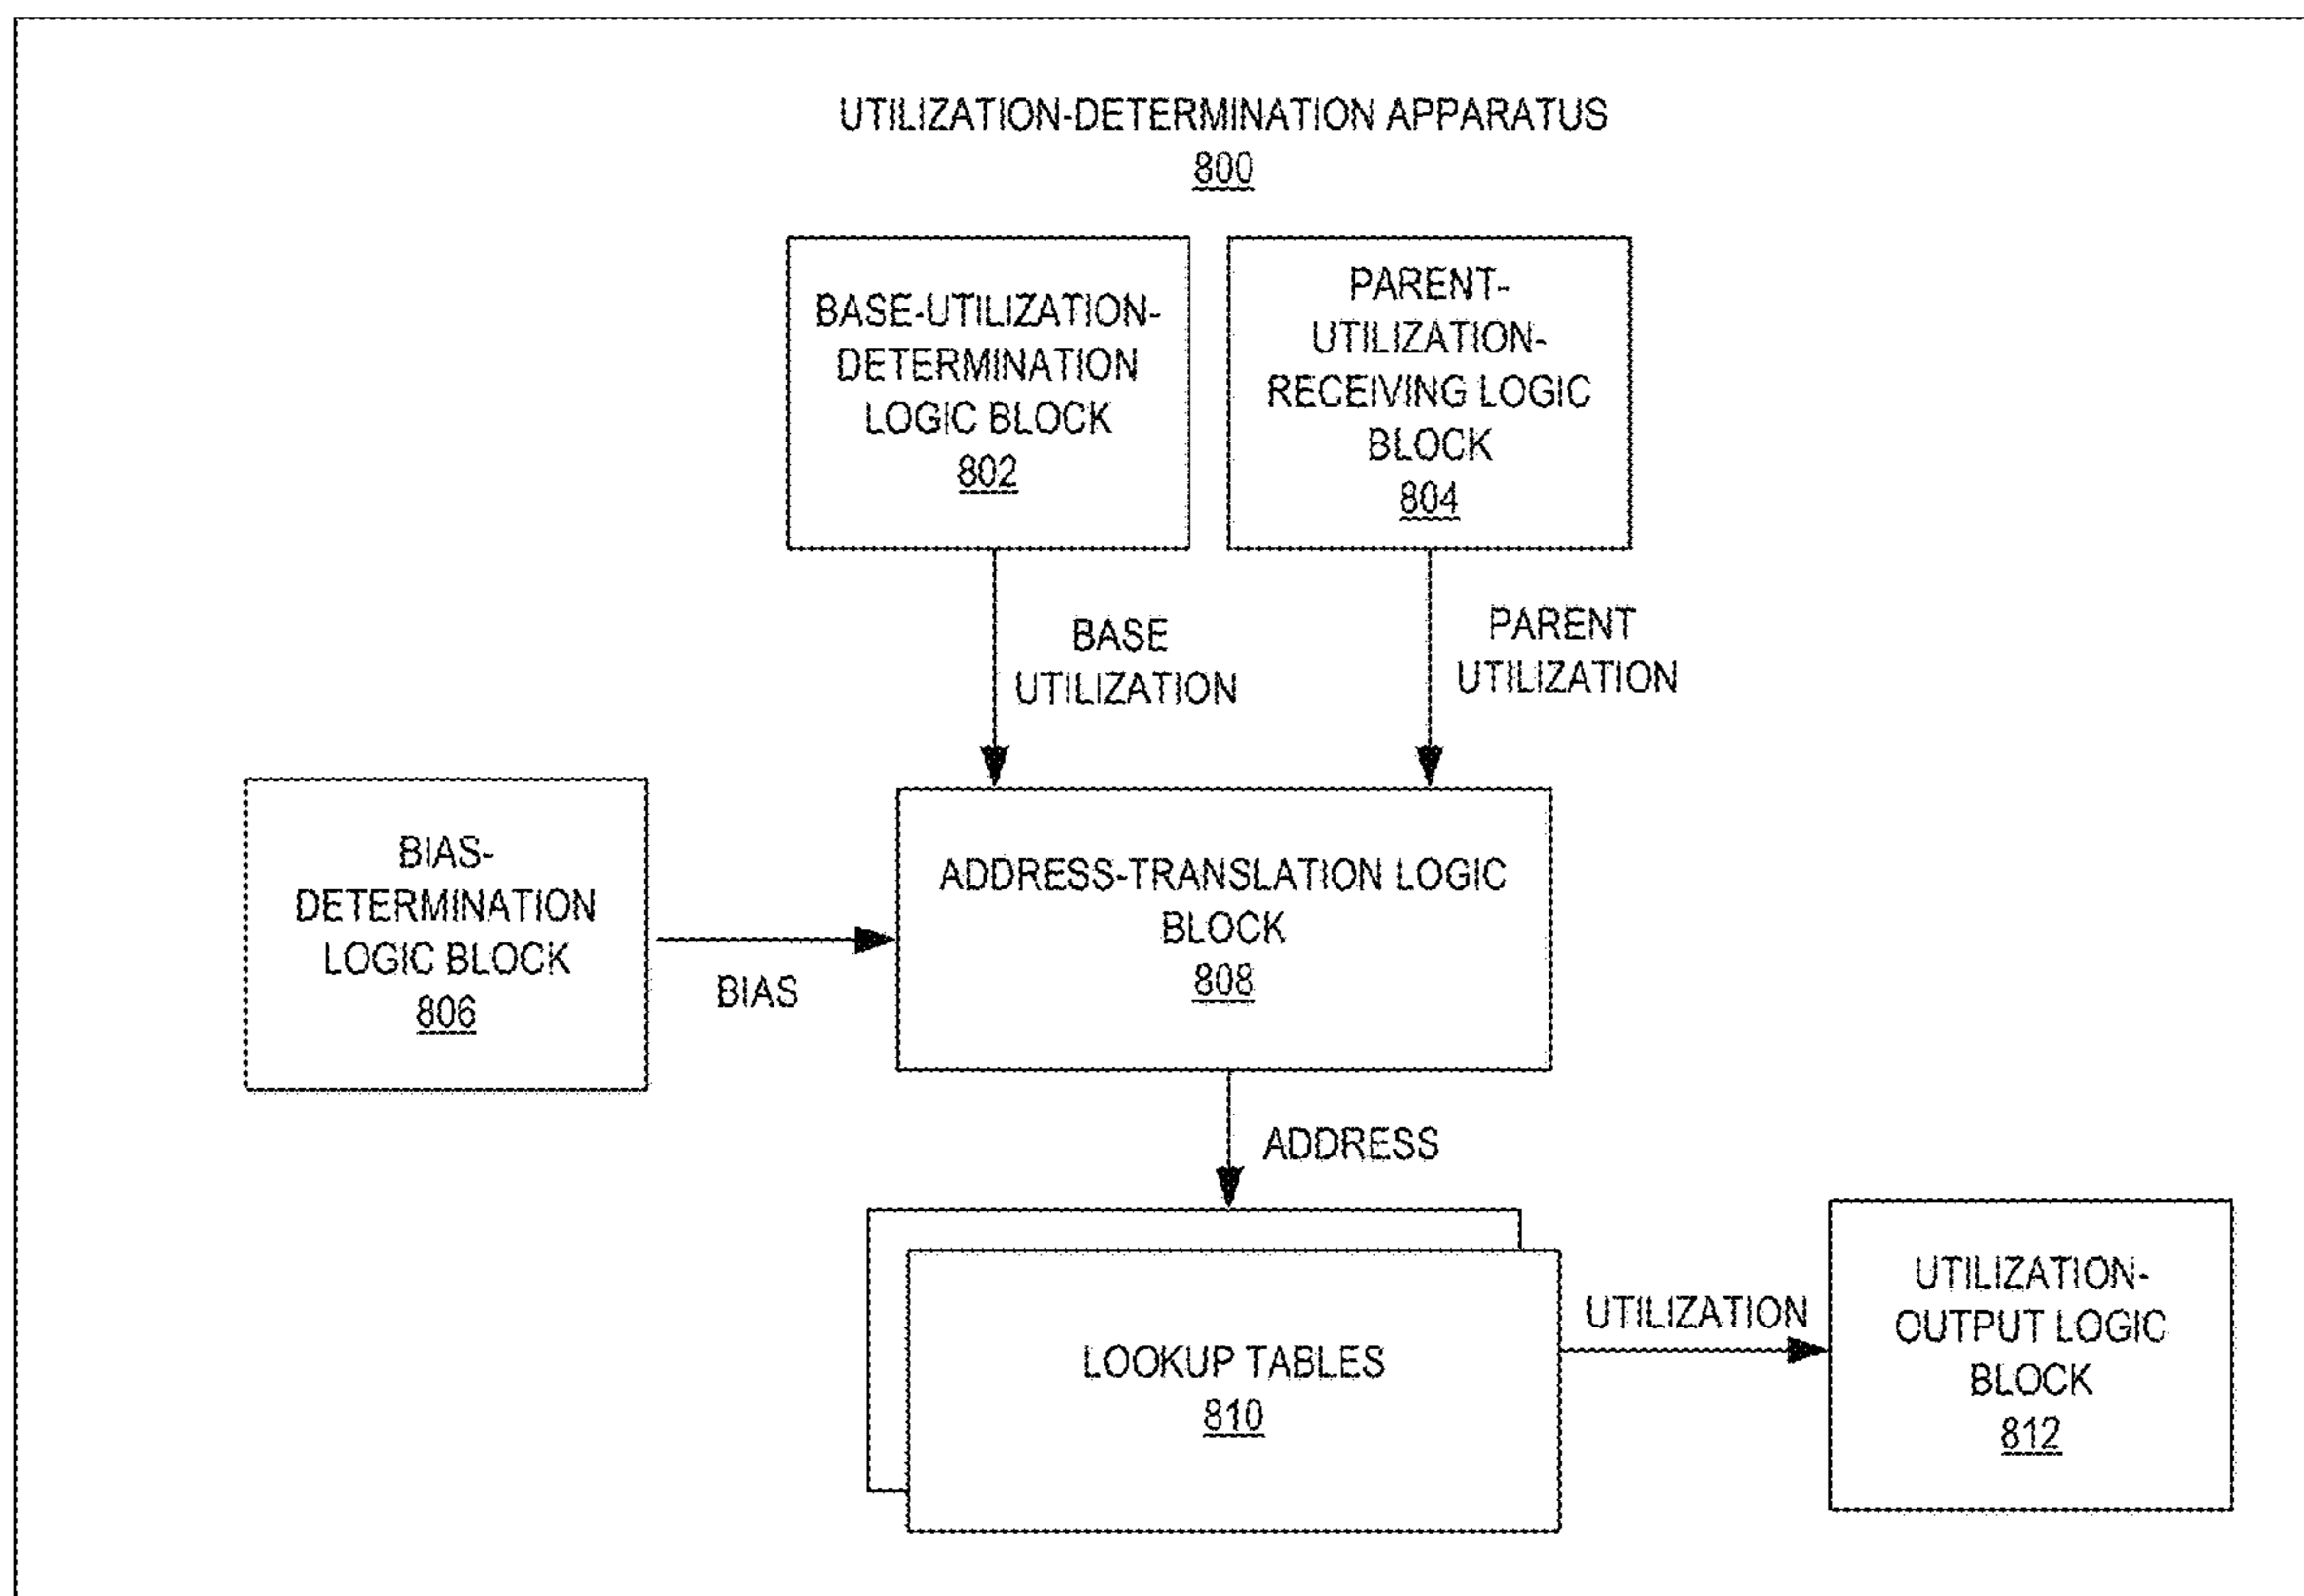 UTILIZATION-DETERMINATION APPARATUS
800
BASE-UTILIZATION-
DETERMINATION
LOGIC BLOCK
802
PARENT-
UTILIZATION-
RECEIVING LOGIC
BLOCK
804
BASE
UTILIZATION
PARENT
UTILIZATION
BIAS-
DETERMINATION
LOGIC BLOCK
806
BIAS
ADDRESS-TRANSLATION LOGIC
BLOCK
808
ADDRESS
LOOKUP TABLES
810
UTILIZATION
UTILIZATION-
OUTPUT LOGIC
BLOCK
812